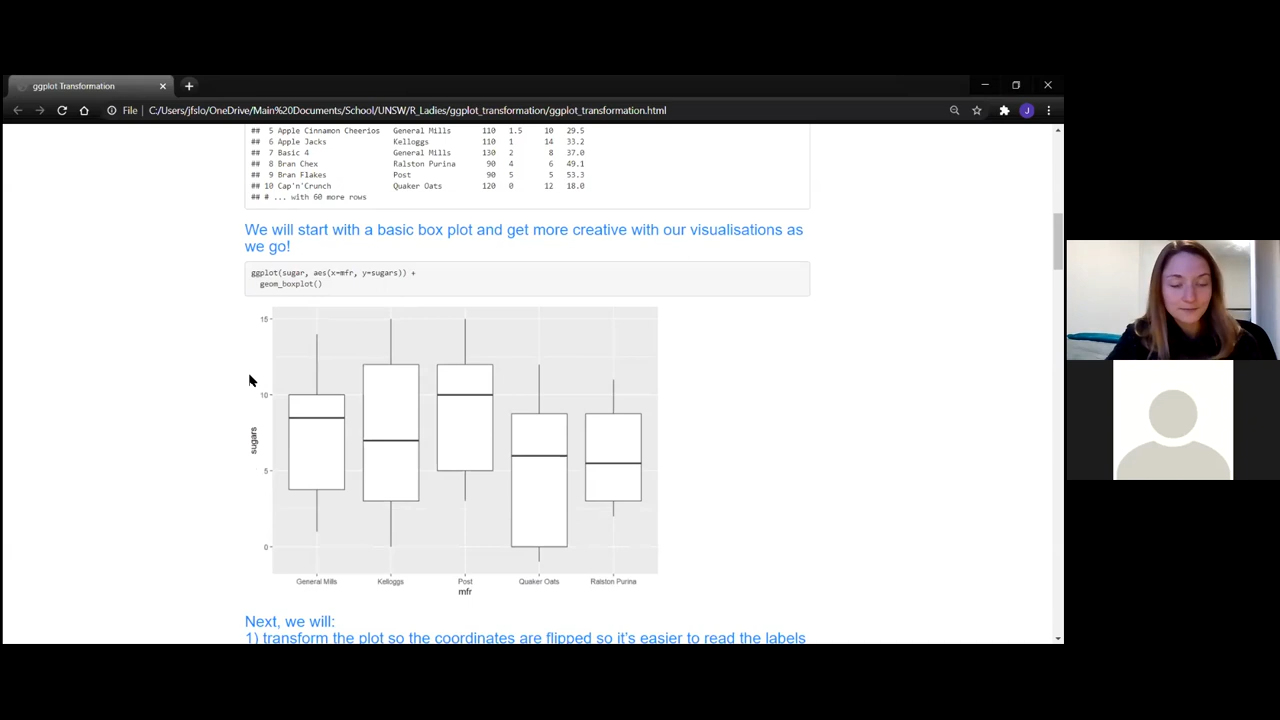 ggplot Transformation
File C:/Users/jfslo/OneDrive/Main%20Documents/School/UNSW/R_Ladies/ggplot_transformation/ggplot_transformation.html
J
## 5 Apple Cinnamon Cheerios General Mills 110 1.5 10 29.5
## 6 Apple Jacks Kelloggs 110 1 14 33.2
## 7 Basic 4 General Mills 130 2 8 37.0
## 8 Bran Chex Ralston Purina 90 4 6 49.1
## 9 Bran Flakes Post 90 5 5 53.3
## 10 Cap'n'Crunch Quaker Oats 120 0 12 18.0
## # ... with 60 more rows
We will start with a basic box plot and get more creative with our visualisations as
we go!
ggplot(sugar, aes(x=mfr, y=sugars)) +
geom_boxplot()
15
10
sugars
5
0
General Mills Kelloggs Post Quaker Oats Ralston Purina
mfr
Next, we will:
1) transform the plot so the coordinates are flipped so it's easier to read the labels